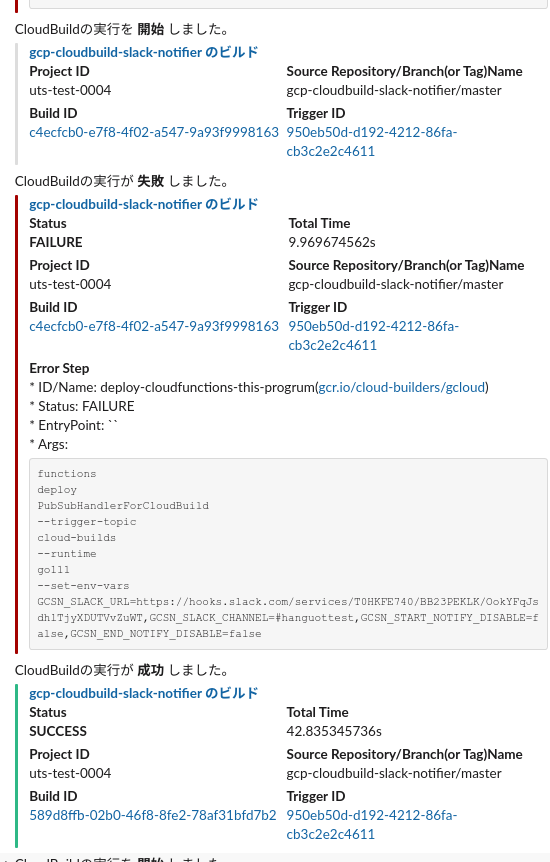 CloudBuildの実行を 開始 しました。
gcp-cloudbuild-slack-notifier のビルド
Project ID Source Repository/Branch(or Tag)Name
uts-test-0004 gcp-cloudbuild-slack-notifier/master
Build ID Trigger ID
c4ecfcb0-e7f8-4f02-a547-9a93f9998163 950eb50d-d192-4212-86fa-
cb3c2e2c4611
CloudBuildの実行が 失敗 しました。
gcp-cloudbuild-slack-notifier のビルド
Status Total Time
FAILURE 9.969674562s
Project ID Source Repository/Branch(or Tag)Name
uts-test-0004 gcp-cloudbuild-slack-notifier/master
Build ID Trigger ID
c4ecfcb0-e7f8-4f02-a547-9a93f9998163 950eb50d-d192-4212-86fa-
cb3c2e2c4611
Error Step
* ID/Name: deploy-cloudfunctions-this-progrum(gcr.io/cloud-builders/gcloud)
* Status: FAILURE
* EntryPoint: ``
* Args:
functions
deploy
PubSubHandlerForCloudBuild
--trigger-topic
cloud-builds
--runtime
go111
--set-env-vars
GCSN_SLACK_URL=https://hooks.slack.com/services/T0HKFE740/BB23PEKLK/OokYFqJs
dhlTjyXDUTVvZuWT,GCSN_SLACK_CHANNEL=#hanguottest,GCSN_START_NOTIFY_DISABLE=f
alse,GCSN_END_NOTIFY_DISABLE=false
CloudBuildの実行が 成功 しました。
gcp-cloudbuild-slack-notifier のビルド
Status Total Time
SUCCESS 42.835345736s
Project ID Source Repository/Branch(or Tag)Name
uts-test-0004 gcp-cloudbuild-slack-notifier/master
Build ID Trigger ID
589d8ffb-02b0-46f8-8fe2-78af31bfd7b2 950eb50d-d192-4212-86fa-
cb3c2e2c4611
CloudBuildの実行を 開始 しました